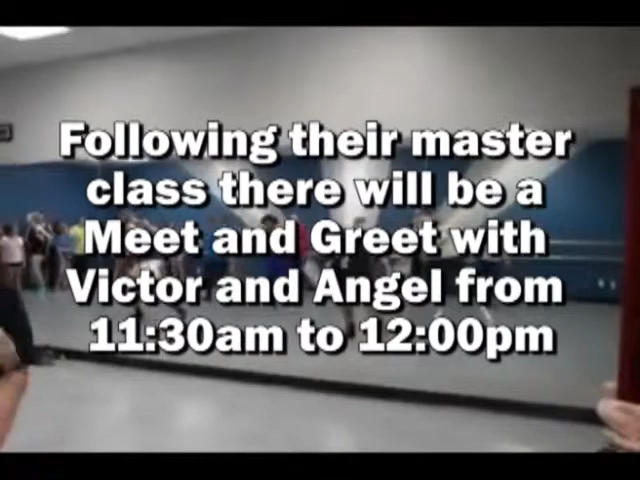 Following their master
class there will be a
Meet and Greet with
Victor and Angel from
11:30am to 12:00pm